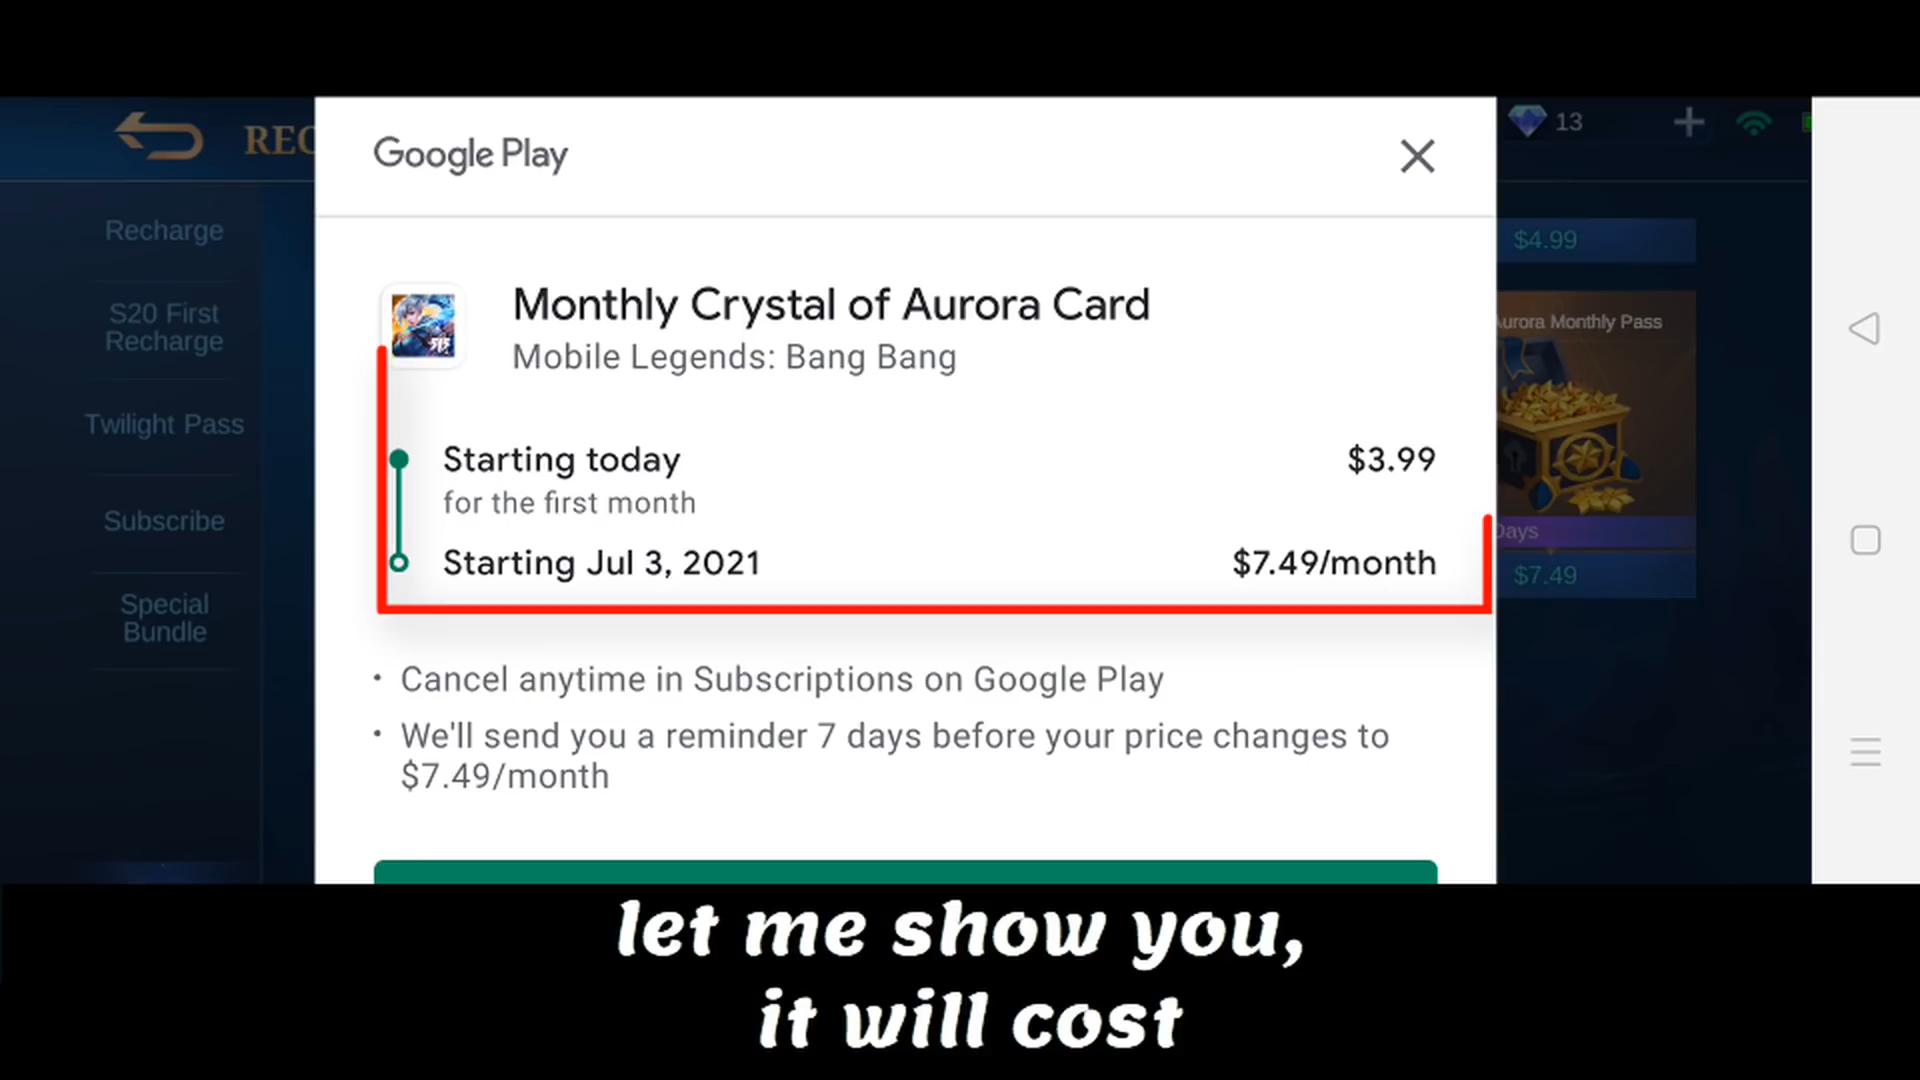 REC
13
Recharge
S20 First
Recharge
Twilight Pass
Subscribe
Special
Bundle
Google Play
Monthly Crystal of Aurora Card
Mobile Legends: Bang Bang
Starting today
$3.99
for the first month
Starting Jul 3, 2021
$7.49/month
• Cancel anytime in Subscriptions on Google Play
• We'll send you a reminder 7 days before your price changes to
$7.49/month
$4.99
Aurora Monthly Pass
Days
$7.49
let me show you,
it will cost